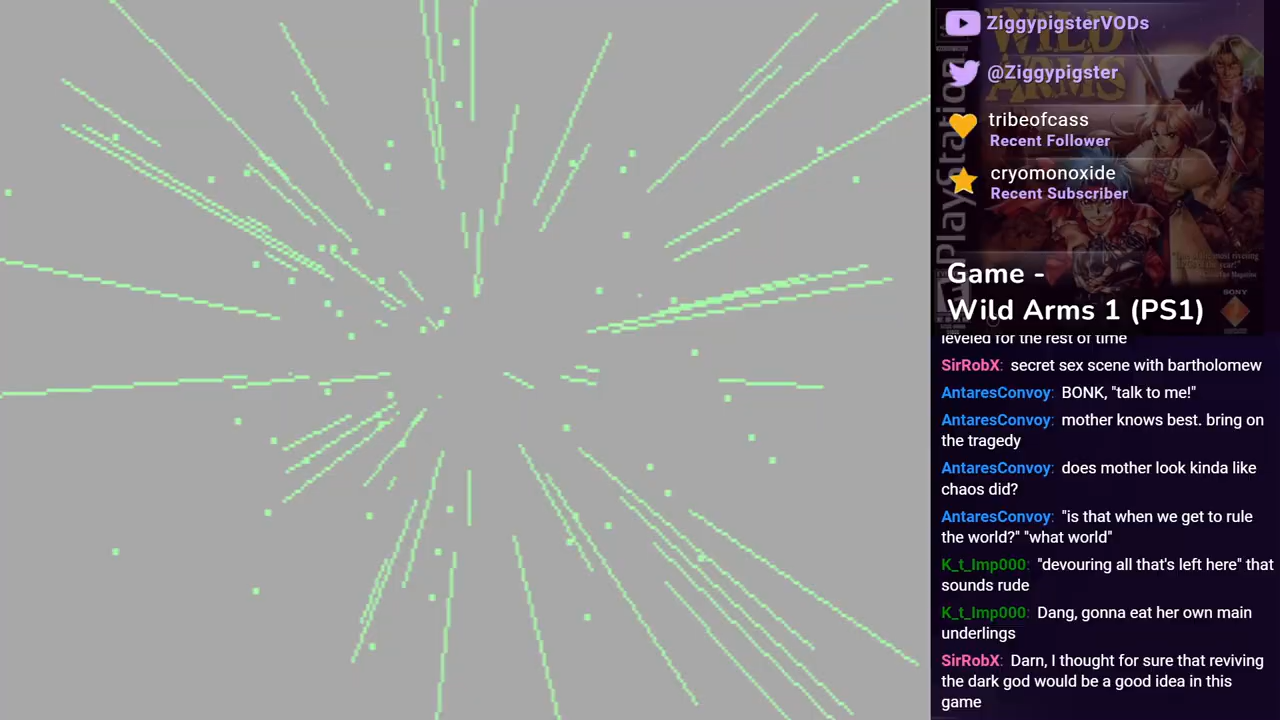 ZiggypigsterVODs
@Ziggypigster
tribeofcass
Recent Follower
cryomonoxide
Recent Subscriber
WILD
ARMS
PlayStation
SONY
Game -
Wild Arms 1 (PS1)
leveled for the rest of time
SirRobX: secret sex scene with bartholomew
AntaresConvoy: BONK, "talk to me!"
AntaresConvoy: mother knows best. bring on
the tragedy
AntaresConvoy: does mother look kinda like
chaos did?
AntaresConvoy: "is that when we get to rule
the world?" "what world"
K_t_Imp000: "devouring all that's left here" that
sounds rude
K_t_Imp000: Dang, gonna eat her own main
underlings
SirRobX: Darn, I thought for sure that reviving
the dark god would be a good idea in this
game